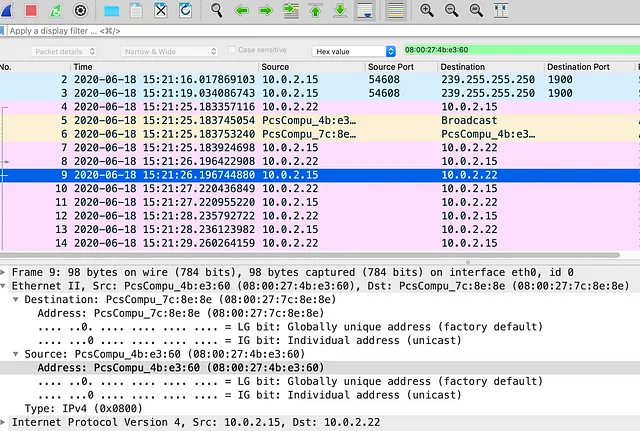 Apply a display filter ... <⌘/>
Packet details Narrow & Wide Case sensitive Hex value 08:00:27:4b:e3:60
No. Time Source Source Port Destination Destination Port
2 2020-06-18 15:21:16.017869103 10.0.2.15 54608 239.255.255.250 1900
3 2020-06-18 15:21:19.034086743 10.0.2.15 54608 239.255.255.250 1900
4 2020-06-18 15:21:25.183357116 10.0.2.22 10.0.2.15
5 2020-06-18 15:21:25.183745054 PcsCompu_4b:e3… Broadcast
6 2020-06-18 15:21:25.183753240 PcsCompu_7c:8e… PcsCompu_4b:e3…
7 2020-06-18 15:21:25.183924698 10.0.2.15 10.0.2.22
8 2020-06-18 15:21:26.196422908 10.0.2.22 10.0.2.15
9 2020-06-18 15:21:26.196744880 10.0.2.15 10.0.2.22
10 2020-06-18 15:21:27.220436849 10.0.2.22 10.0.2.15
11 2020-06-18 15:21:27.220955220 10.0.2.15 10.0.2.22
12 2020-06-18 15:21:28.235792722 10.0.2.22 10.0.2.15
13 2020-06-18 15:21:28.236123982 10.0.2.15 10.0.2.22
14 2020-06-18 15:21:29.260264159 10.0.2.22 10.0.2.15
Frame 9: 98 bytes on wire (784 bits), 98 bytes captured (784 bits) on interface eth0, id 0
Ethernet II, Src: PcsCompu_4b:e3:60 (08:00:27:4b:e3:60), Dst: PcsCompu_7c:8e:8e (08:00:27:7c:8e:8e)
Destination: PcsCompu_7c:8e:8e (08:00:27:7c:8e:8e)
Address: PcsCompu_7c:8e:8e (08:00:27:7c:8e:8e)
.... ..0. .... .... .... .... = LG bit: Globally unique address (factory default)
.... ...0 .... .... .... .... = IG bit: Individual address (unicast)
Source: PcsCompu_4b:e3:60 (08:00:27:4b:e3:60)
Address: PcsCompu_4b:e3:60 (08:00:27:4b:e3:60)
.... ..0. .... .... .... .... = LG bit: Globally unique address (factory default)
.... ...0 .... .... .... .... = IG bit: Individual address (unicast)
Type: IPv4 (0x0800)
Internet Protocol Version 4, Src: 10.0.2.15, Dst: 10.0.2.22